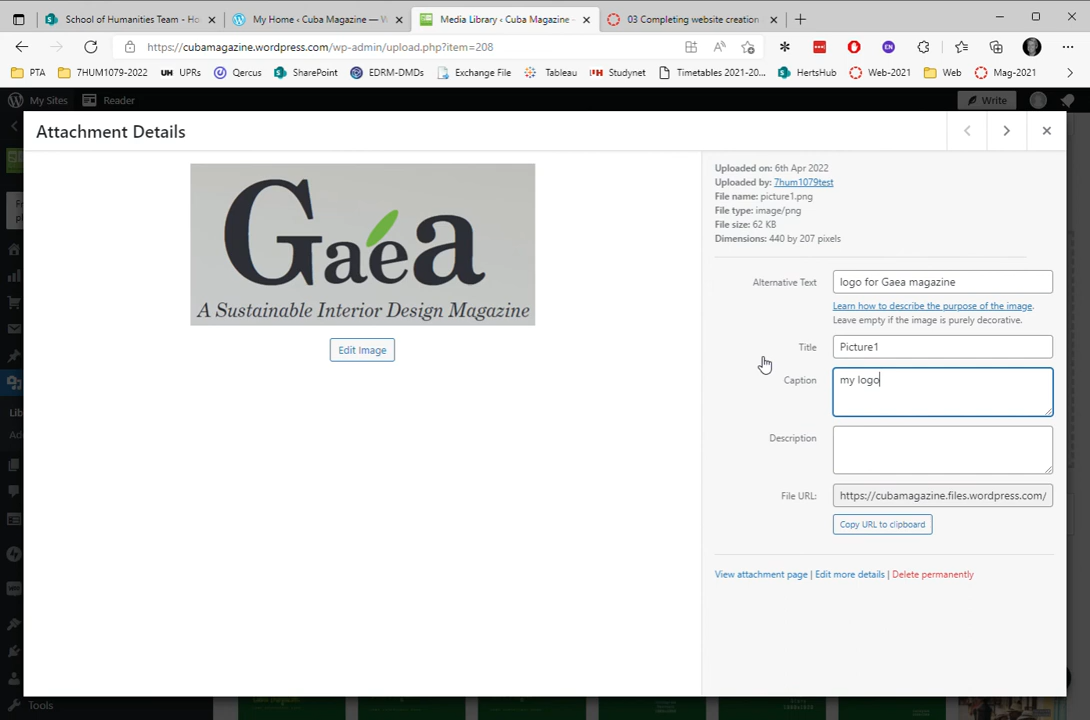 School of Humanities Team - Ho
My Home ‹ Cuba Magazine — W
Media Library ‹ Cuba Magazine -
03 Completing website creation
https://cubamagazine.wordpress.com/wp-admin/upload.php?item=208
PTA
7HUM1079-2022
UH UPRs
Qercus
SharePoint
EDRM-DMDs
Exchange File
Tableau
Studynet
Timetables 2021-20...
HertsHub
Web-2021
Web
Mag-2021
My Sites
Reader
Write
Attachment Details
Gaéa
A Sustainable Interior Design Magazine
Edit Image
Uploaded on: 6th Apr 2022
Uploaded by: 7hum1079test
File name: picture1.png
File type: image/png
File size: 62 KB
Dimensions: 440 by 207 pixels
Alternative Text
logo for Gaea magazine
Learn how to describe the purpose of the image.
Leave empty if the image is purely decorative.
Title
Picture1
Caption
my logo
Description
File URL:
https://cubamagazine.files.wordpress.com/
Copy URL to clipboard
View attachment page | Edit more details | Delete permanently
Tools